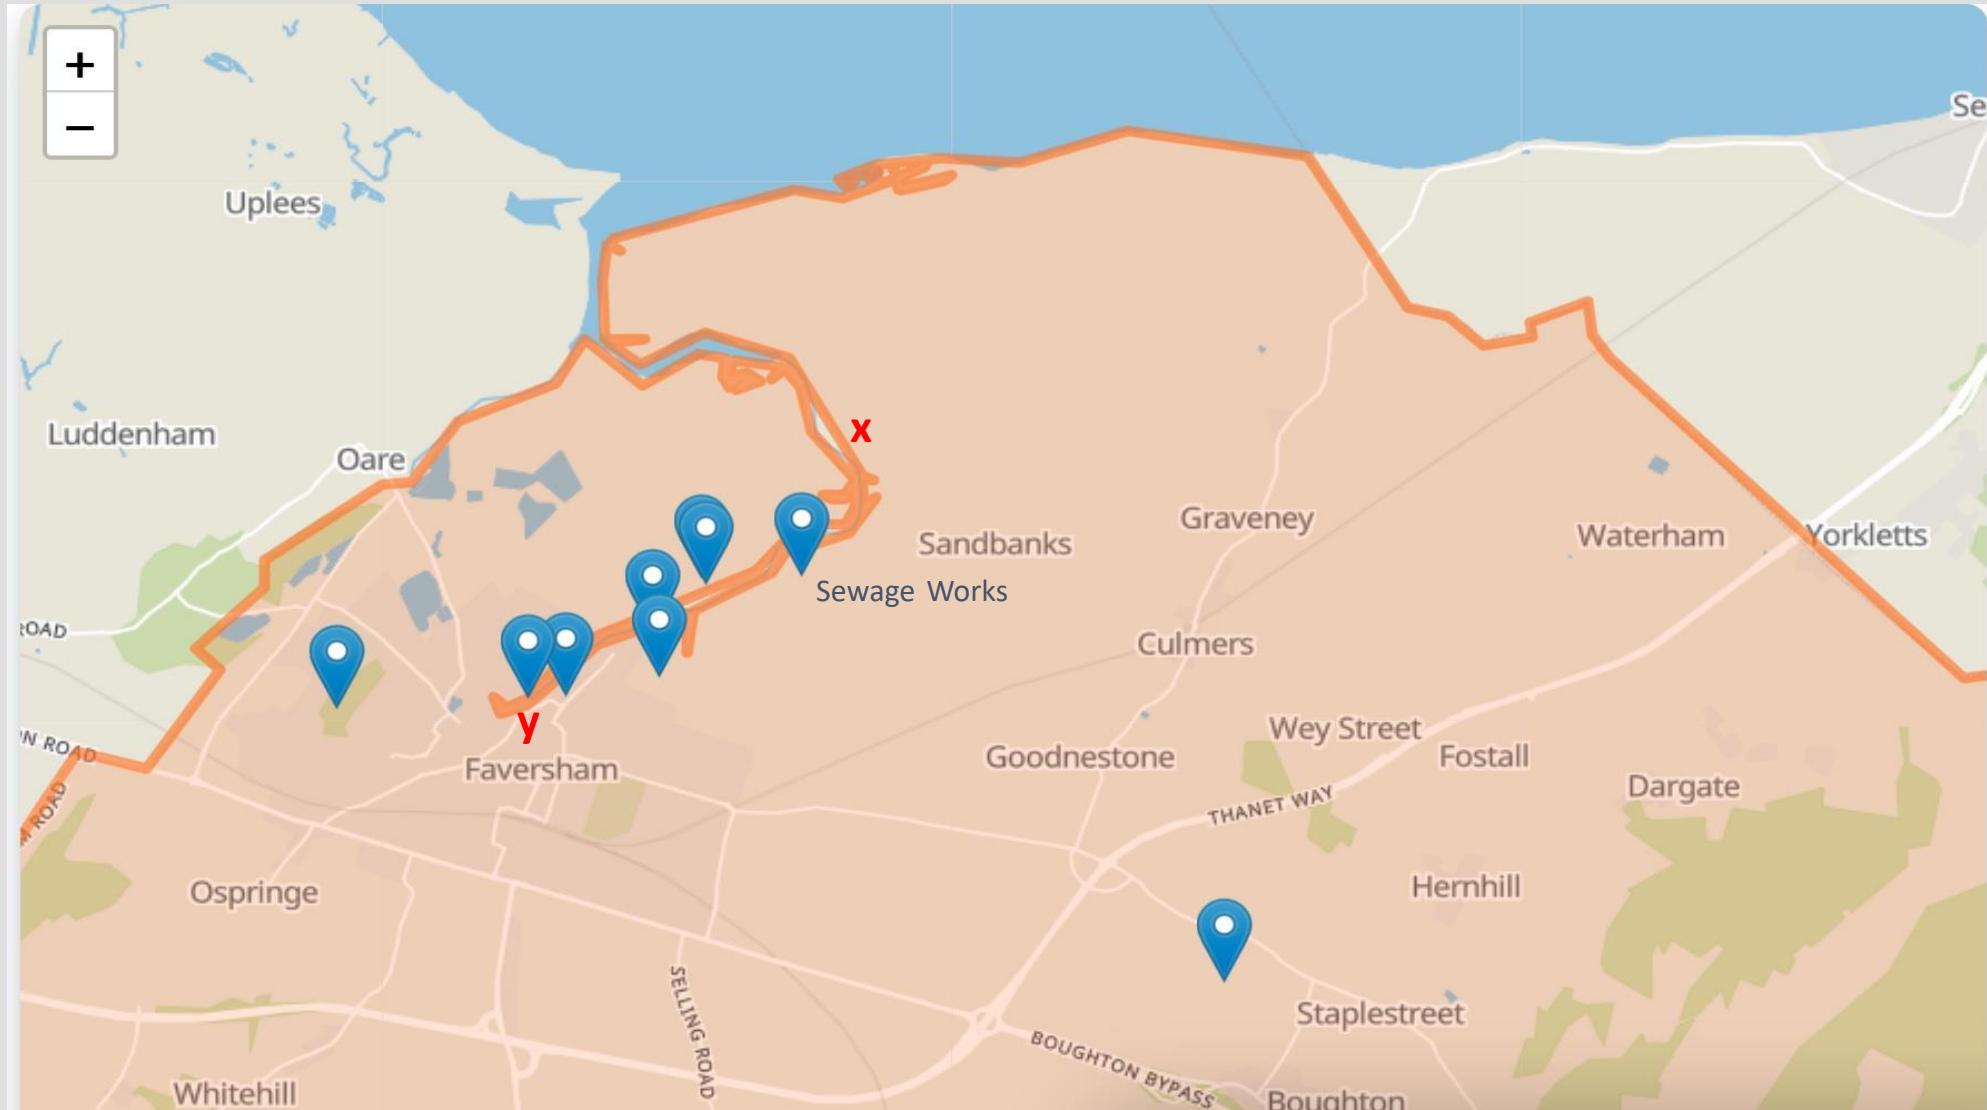 +
−
Se
Uplees
Luddenham
x
Oare
Graveney
Waterham
Yorkletts
Sandbanks
Sewage Works
ROAD
Culmers
y
Wey Street
N ROAD
Fostall
Goodnestone
Faversham
Dargate
ROAD
THANET WAY
Ospringe
Hernhill
SELLING ROAD
Staplestreet
BOUGHTON BYPASS
Whitehill
Boughton